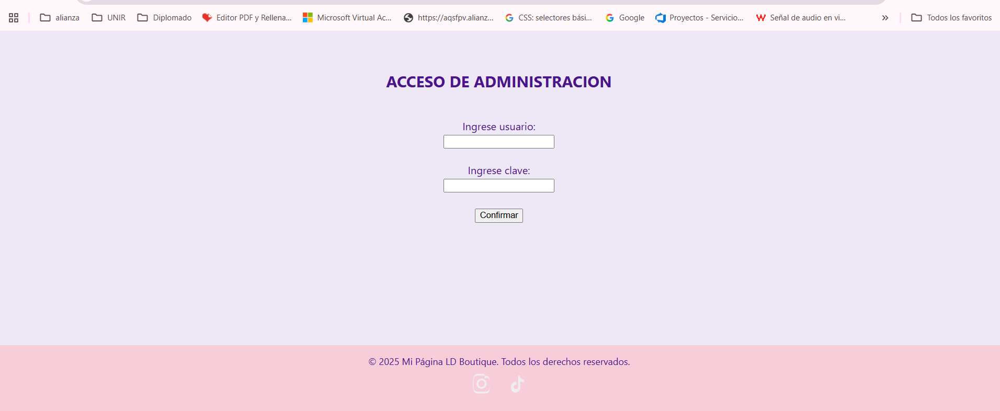 alianza UNIR Diplomado Editor PDF y Rellena... Microsoft Virtual Ac... https://aqsfpv.alianz... CSS: selectores bási... Google Proyectos - Servicio... Señal de audio en vi... » Todos los favoritos
ACCESO DE ADMINISTRACION
Ingrese usuario:
Ingrese clave:
Confirmar
© 2025 Mi Página LD Boutique. Todos los derechos reservados.